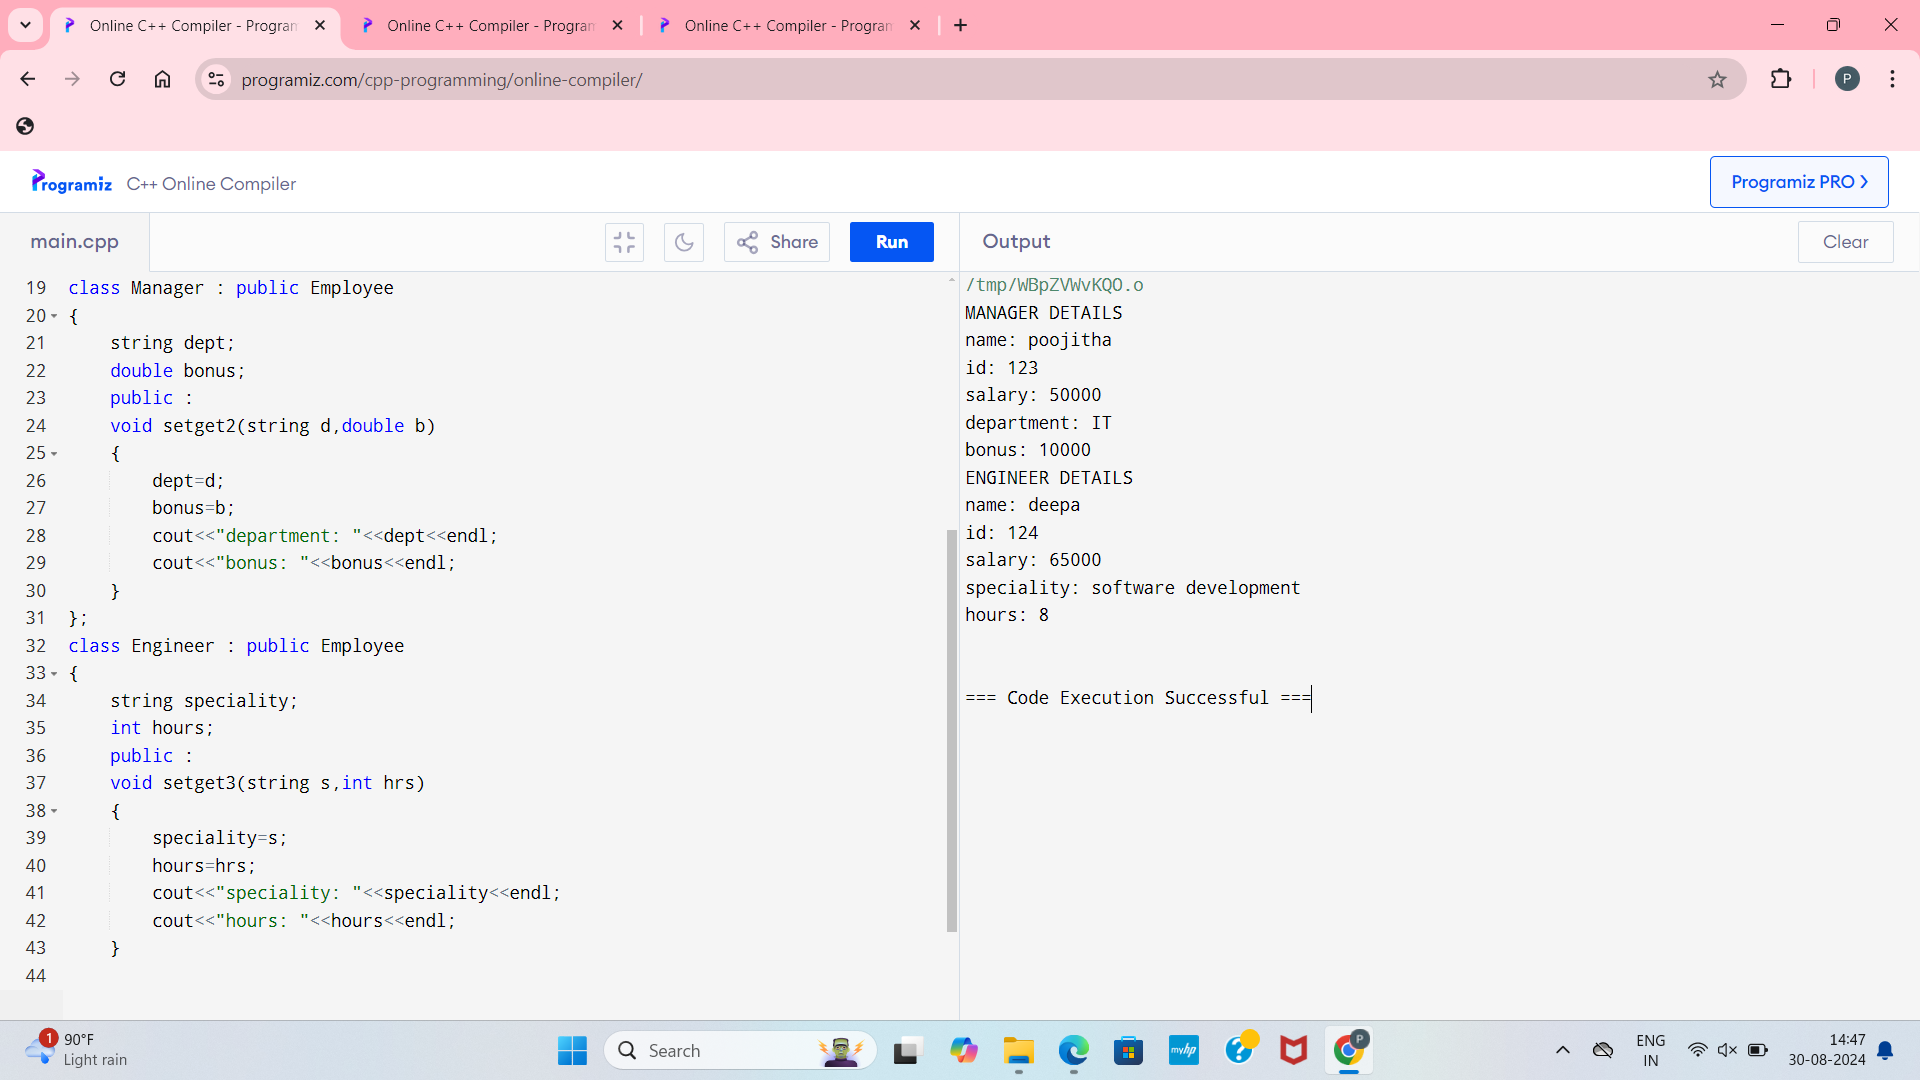 Online C++ Compiler - Program
Online C++ Compiler - Program
Online C++ Compiler - Program
programiz.com/cpp-programming/online-compiler/
P
Programiz C++ Online Compiler
Programiz PRO >
main.cpp
Share
Run
Output
Clear
19 class Manager : public Employee
20 {
21 string dept;
22 double bonus;
23 public :
24 void setget2(string d,double b)
25 {
26 dept=d;
27 bonus=b;
28 cout<<"department: "<<dept<<endl;
29 cout<<"bonus: "<<bonus<<endl;
30 }
31 };
32 class Engineer : public Employee
33 {
34 string speciality;
35 int hours;
36 public :
37 void setget3(string s,int hrs)
38 {
39 speciality=s;
40 hours=hrs;
41 cout<<"speciality: "<<speciality<<endl;
42 cout<<"hours: "<<hours<<endl;
43 }
44
/tmp/WBpZVWvKQO.o
MANAGER DETAILS
name: poojitha
id: 123
salary: 50000
department: IT
bonus: 10000
ENGINEER DETAILS
name: deepa
id: 124
salary: 65000
speciality: software development
hours: 8
=== Code Execution Successful ===
1
90°F
Light rain
Search
myhp
P
ENG
IN
14:47
30-08-2024